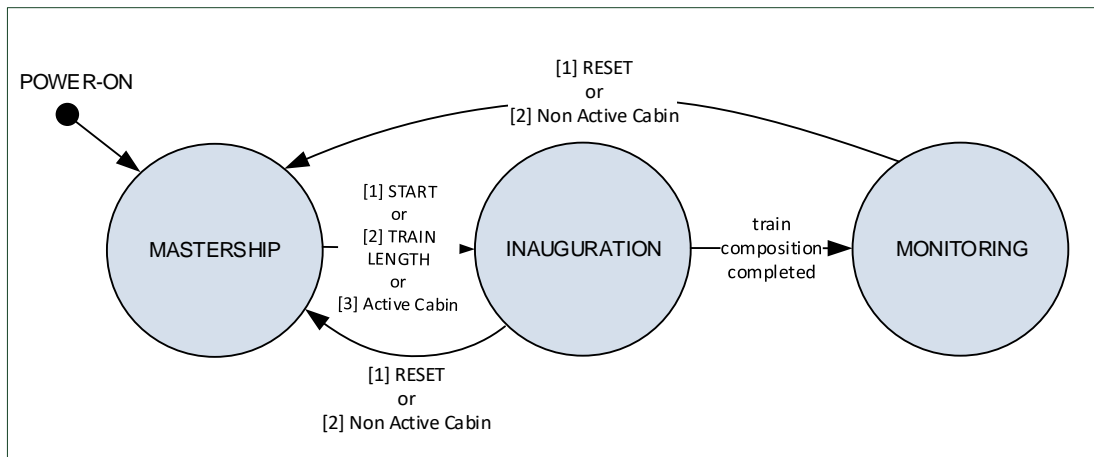 POWER-ON
[1] RESET
or
[2] Non Active Cabin
MASTERSHIP
[1] START
or
[2] TRAIN
LENGTH
or
[3] Active Cabin
INAUGURATION
train
composition
completed
MONITORING
[1] RESET
or
[2] Non Active Cabin